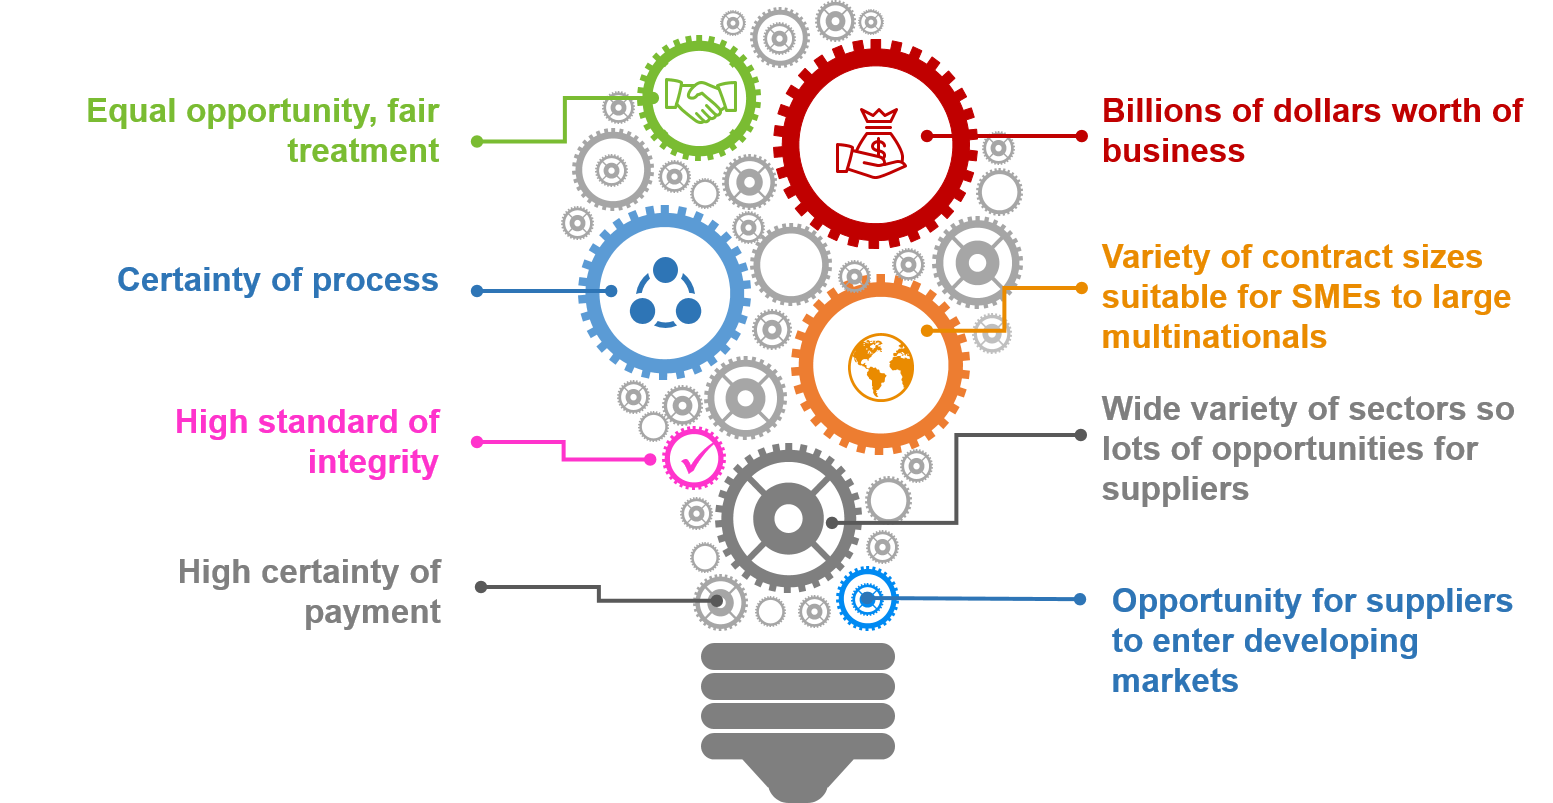 Equal opportunity, fair
treatment
Certainty of process
High standard of
integrity
High certainty of
payment
Billions of dollars worth of
business
Variety of contract sizes
suitable for SMEs to large
multinationals
Wide variety of sectors so
lots of opportunities for
suppliers
Opportunity for suppliers
to enter developing
markets
$